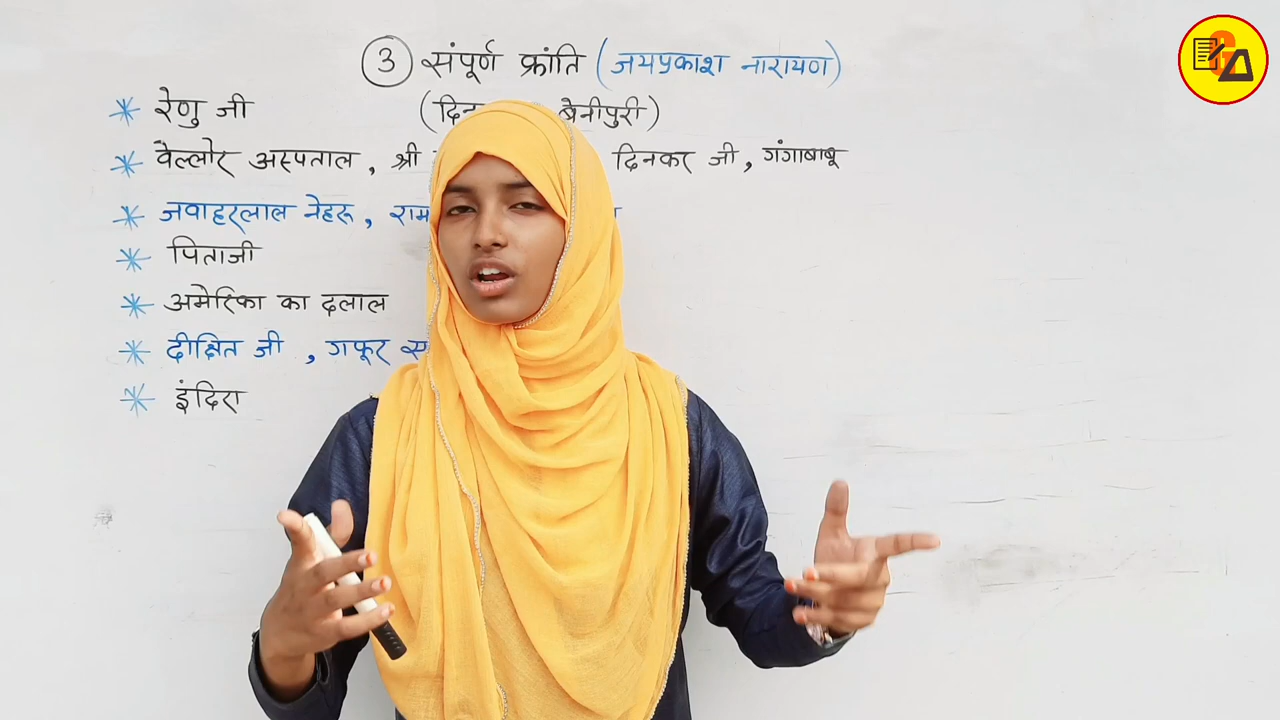 3 संपूर्ण क्रांति (जयप्रकाश नारायण)
* रेणु जी (दिन बेनीपुरी)
* वैल्लोर अस्पताल, श्री दिनकर जी, गंगाबाबू
* जवाहरलाल नेहरू, राम
* पिताजी
* अमेरिका का दलाल
* दीक्षित जी, गफूर स
* इंदिरा